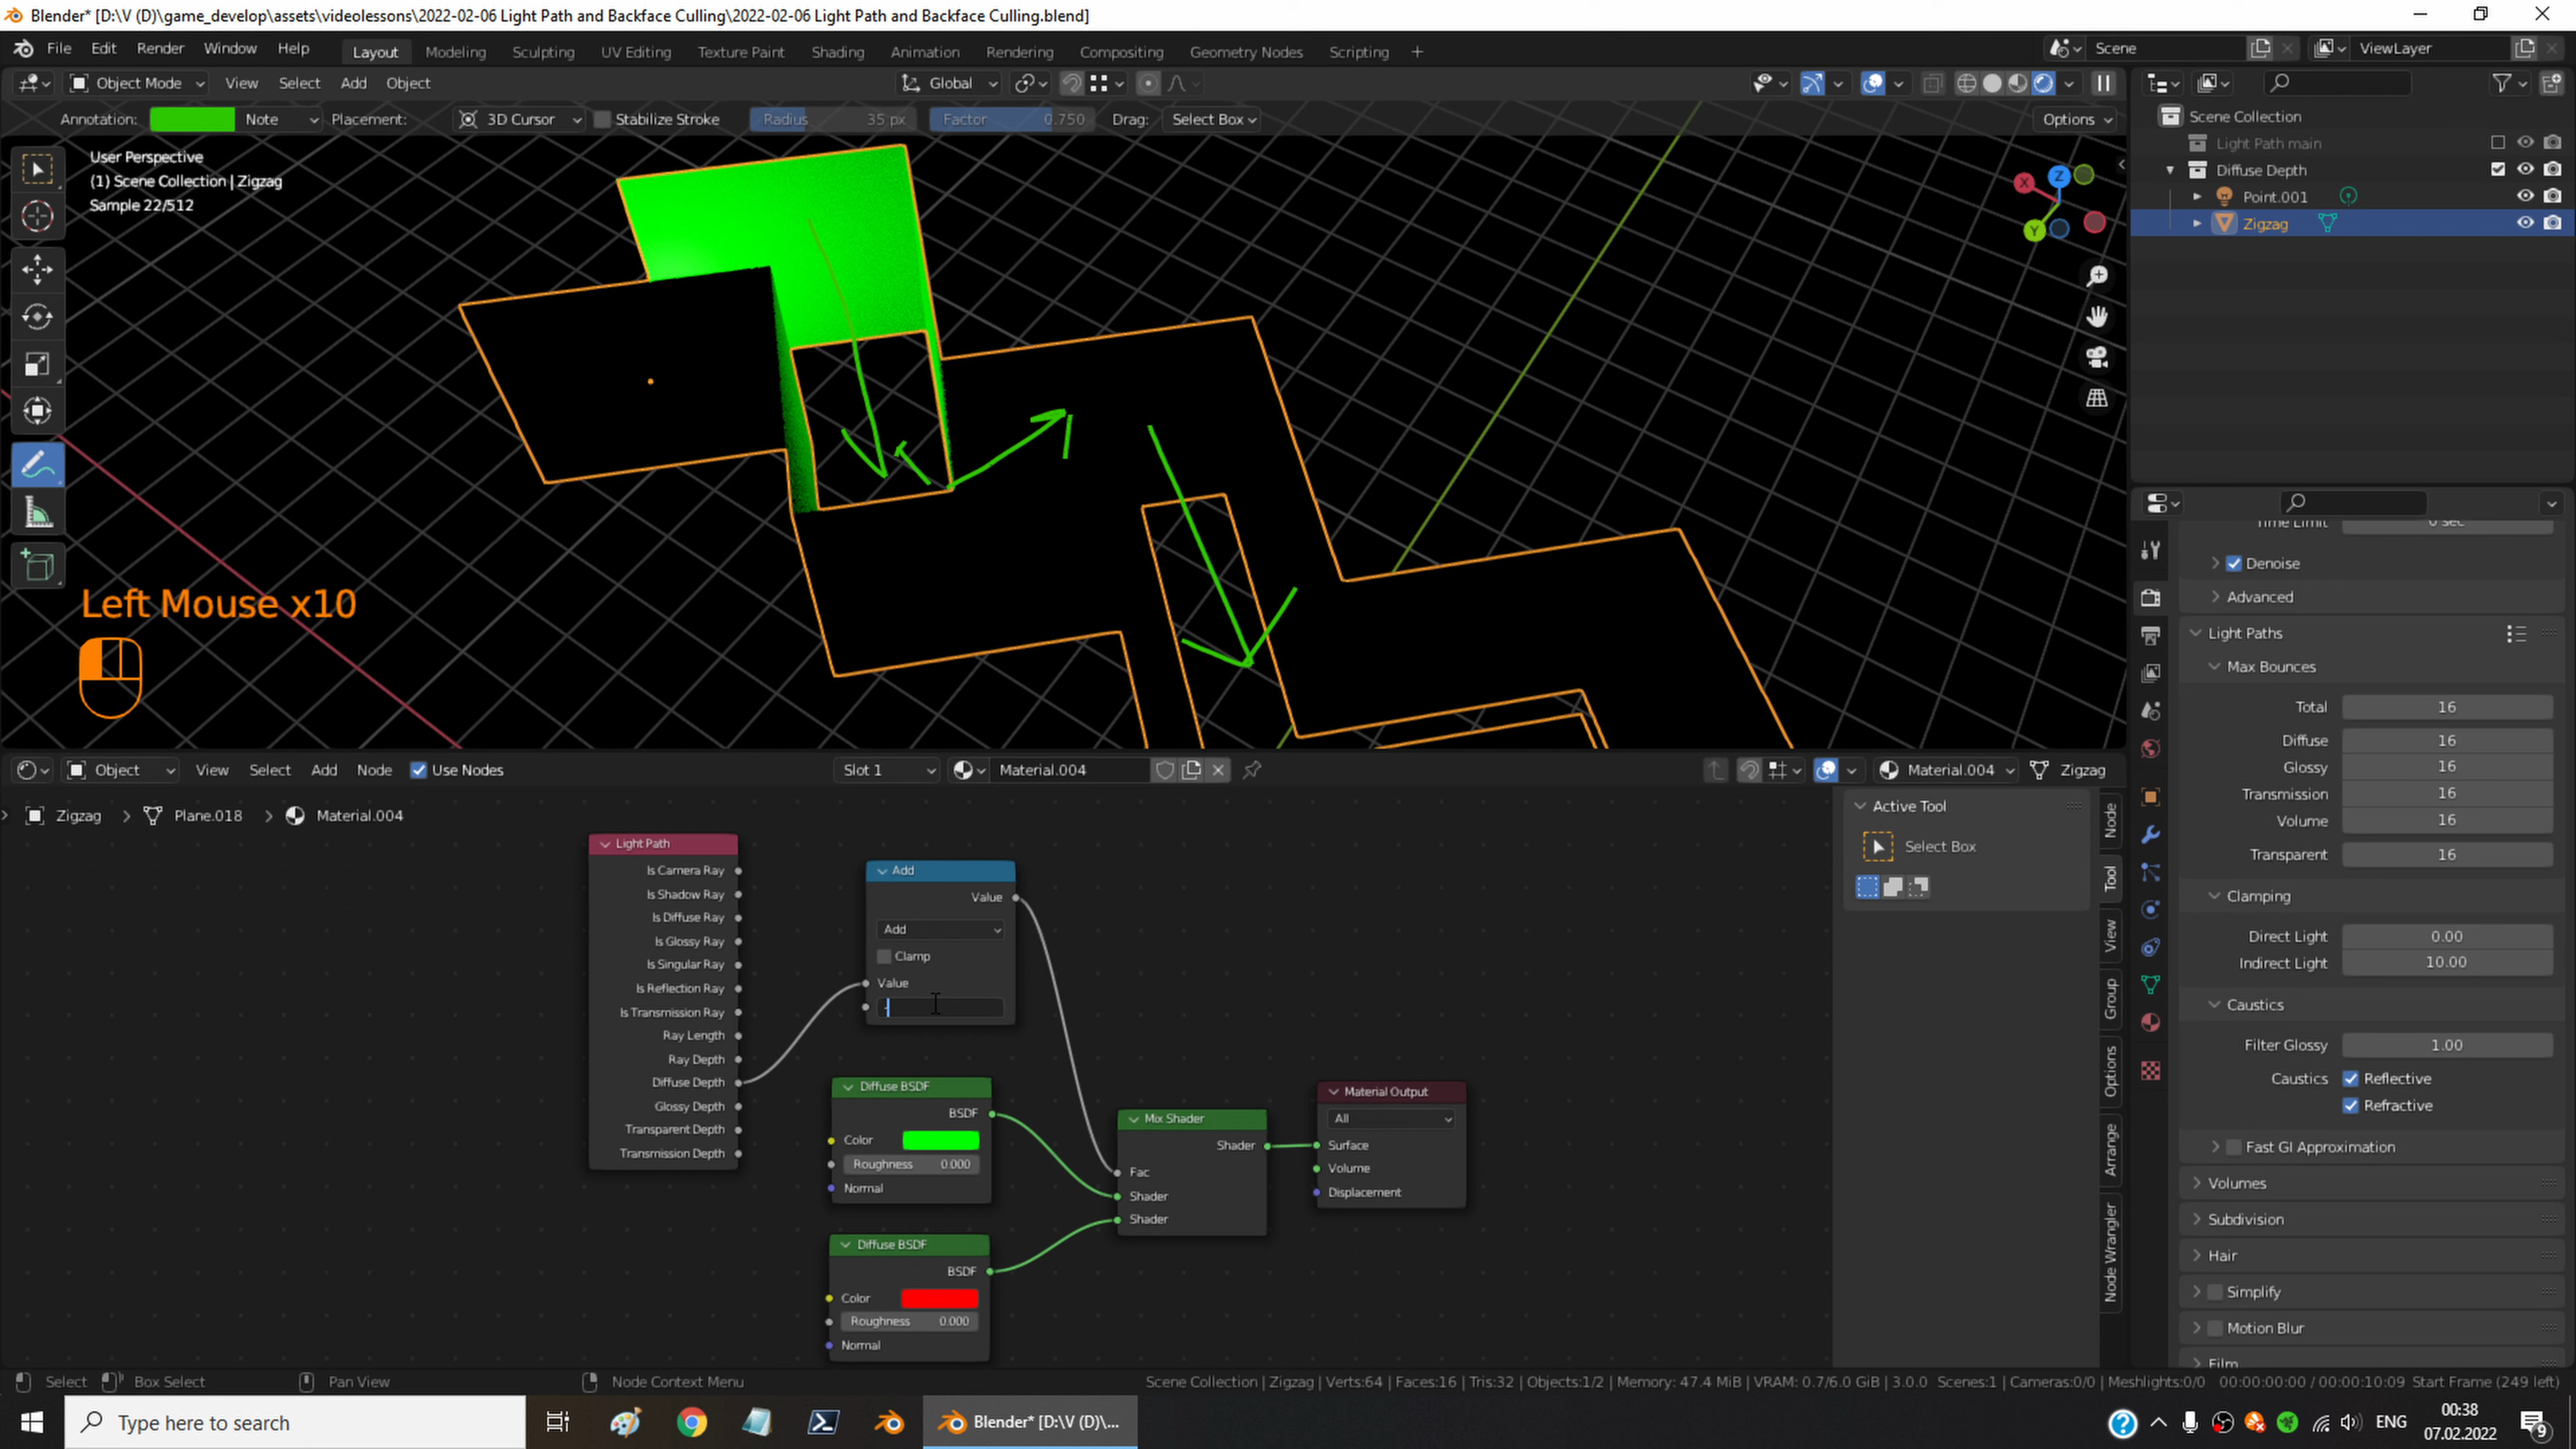 Blender* [D:\V (D)\game_develop\assets\videolessons\2022-02-06 Light Path and Backface Culling\2022-02-06 Light Path and Backface Culling.blend]
File Edit Render Window Help Layout Modeling Sculpting UV Editing Texture Paint Shading Animation Rendering Compositing Geometry Nodes Scripting + Scene ViewLayer
Object Mode View Select Add Object Global
Annotation: Note Placement: 3D Cursor Stabilize Stroke Radius 35 px Factor 0.750 Drag: Select Box Options
User Perspective
(1) Scene Collection | Zigzag
Sample 22/512
X
Y
Z
Left Mouse x10
Scene Collection
Light Path main
Diffuse Depth
Point.001
Zigzag
Time Limit 0 sec
Denoise
Advanced
Light Paths
Max Bounces
Total 16
Diffuse 16
Glossy 16
Transmission 16
Volume 16
Transparent 16
Clamping
Direct Light 0.00
Indirect Light 10.00
Caustics
Filter Glossy 1.00
Caustics Reflective
Refractive
Fast GI Approximation
Volumes
Subdivision
Hair
Simplify
Motion Blur
Film
Object View Select Add Node Use Nodes Slot 1 Material.004 Material.004 Zigzag
Zigzag > Plane.018 > Material.004
Light Path
Is Camera Ray
Is Shadow Ray
Is Diffuse Ray
Is Glossy Ray
Is Singular Ray
Is Reflection Ray
Is Transmission Ray
Ray Length
Ray Depth
Diffuse Depth
Glossy Depth
Transparent Depth
Transmission Depth
Add
Value
Add
Clamp
Value
Diffuse BSDF
BSDF
Color
Roughness 0.000
Normal
Diffuse BSDF
BSDF
Color
Roughness 0.000
Normal
Mix Shader
Shader
Fac
Shader
Shader
Material Output
All
Surface
Volume
Displacement
Active Tool
Select Box
Node
Tool
View
Group
Options
Arrange
Node Wrangler
Select Box Select Pan View Node Context Menu Scene Collection | Zigzag | Verts:64 | Faces:16 | Tris:32 | Objects:1/2 | Memory: 47.4 MiB | VRAM: 0.7/6.0 GiB | 3.0.0 Scenes:1 | Cameras:0/0 | Meshlights:0/0 00:00:00:00 / 00:00:10:09 Start Frame (249 left)
Type here to search
Blender* [D:\V (D)\...
ENG
00:38
07.02.2022
9